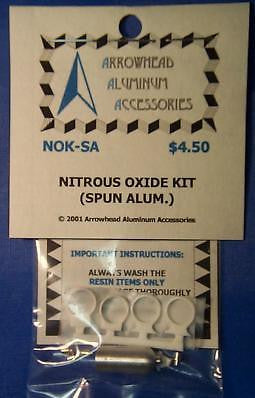 ARROWHEAD
ALUMINUM
ACCESSORIES
NOK-SA $4.50
NITROUS OXIDE KIT
(SPUN ALUM.)
© 2001 Arrowhead Aluminum Accessories
IMPORTANT INSTRUCTIONS:
ALWAYS WASH THE
RESIN ITEMS ONLY
THOROUGHLY